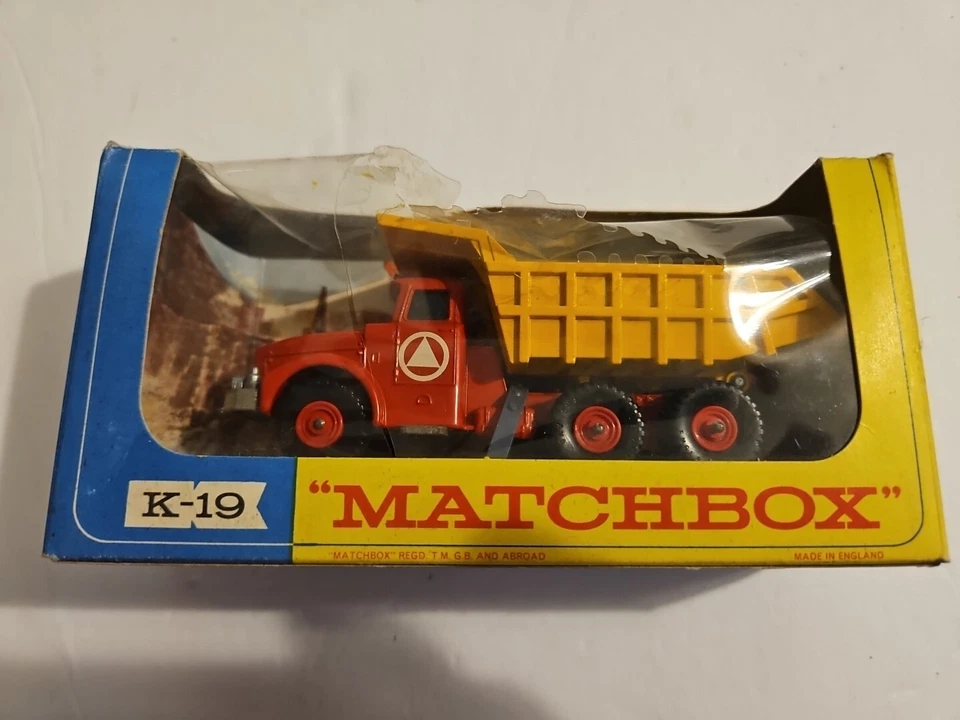 K-19
"MATCHBOX"
"MATCHBOX" REGD. T.M. G.B. AND ABROAD
MADE IN ENGLAND